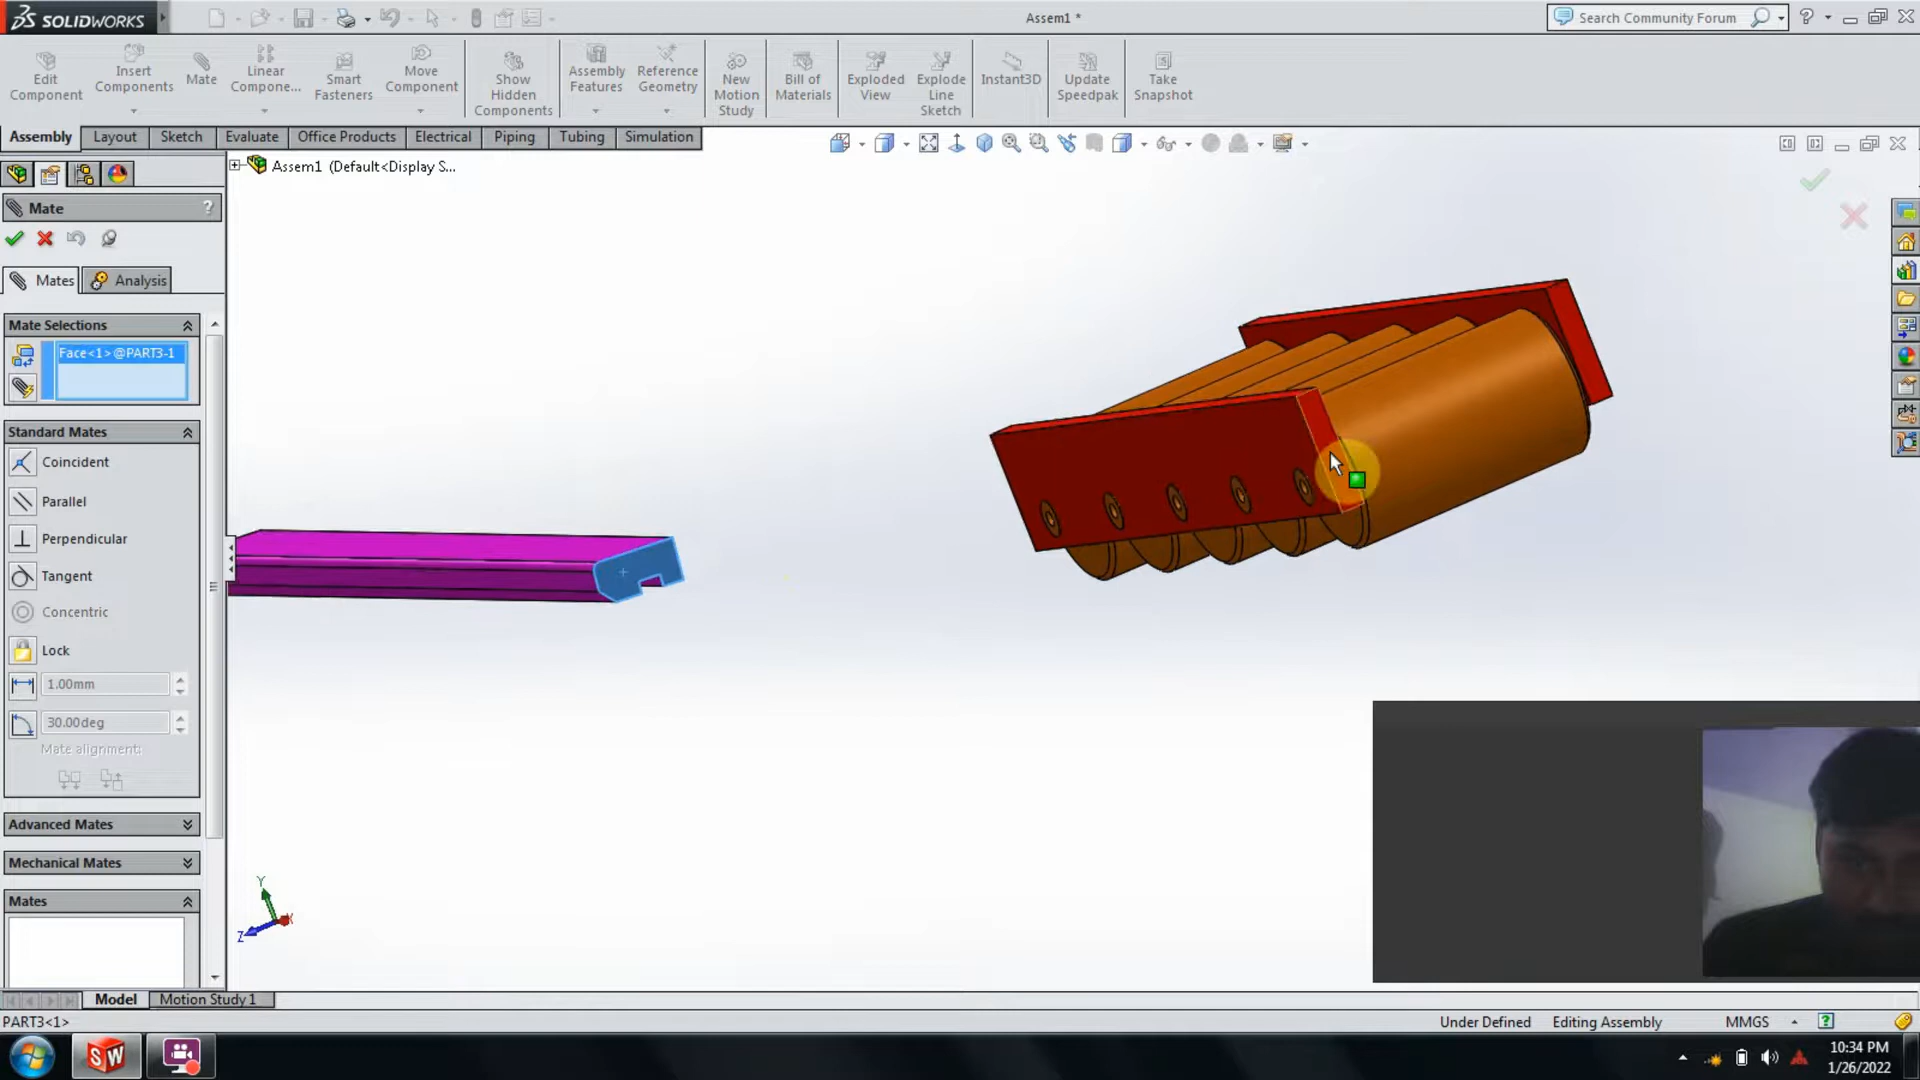 SOLIDWORKS
Assem1 *
Search Community Forum
Edit Component
Insert Components
Mate
Linear Compone...
Smart Fasteners
Move Component
Show Hidden Components
Assembly Features
Reference Geometry
New Motion Study
Bill of Materials
Exploded View
Explode Line Sketch
Instant3D
Update Speedpak
Take Snapshot
Assembly
Layout
Sketch
Evaluate
Office Products
Electrical
Piping
Tubing
Simulation
Assem1 (Default<Display S...
Mate
?
Mates
Analysis
Mate Selections
Face<1>@PART3-1
Standard Mates
Coincident
Parallel
Perpendicular
Tangent
Concentric
Lock
1.00mm
30.00deg
Mate alignment:
Advanced Mates
Mechanical Mates
Mates
Y
X
Z
Model
Motion Study 1
PART3<1>
Under Defined
Editing Assembly
MMGS
?
SW
10:34 PM
1/26/2022